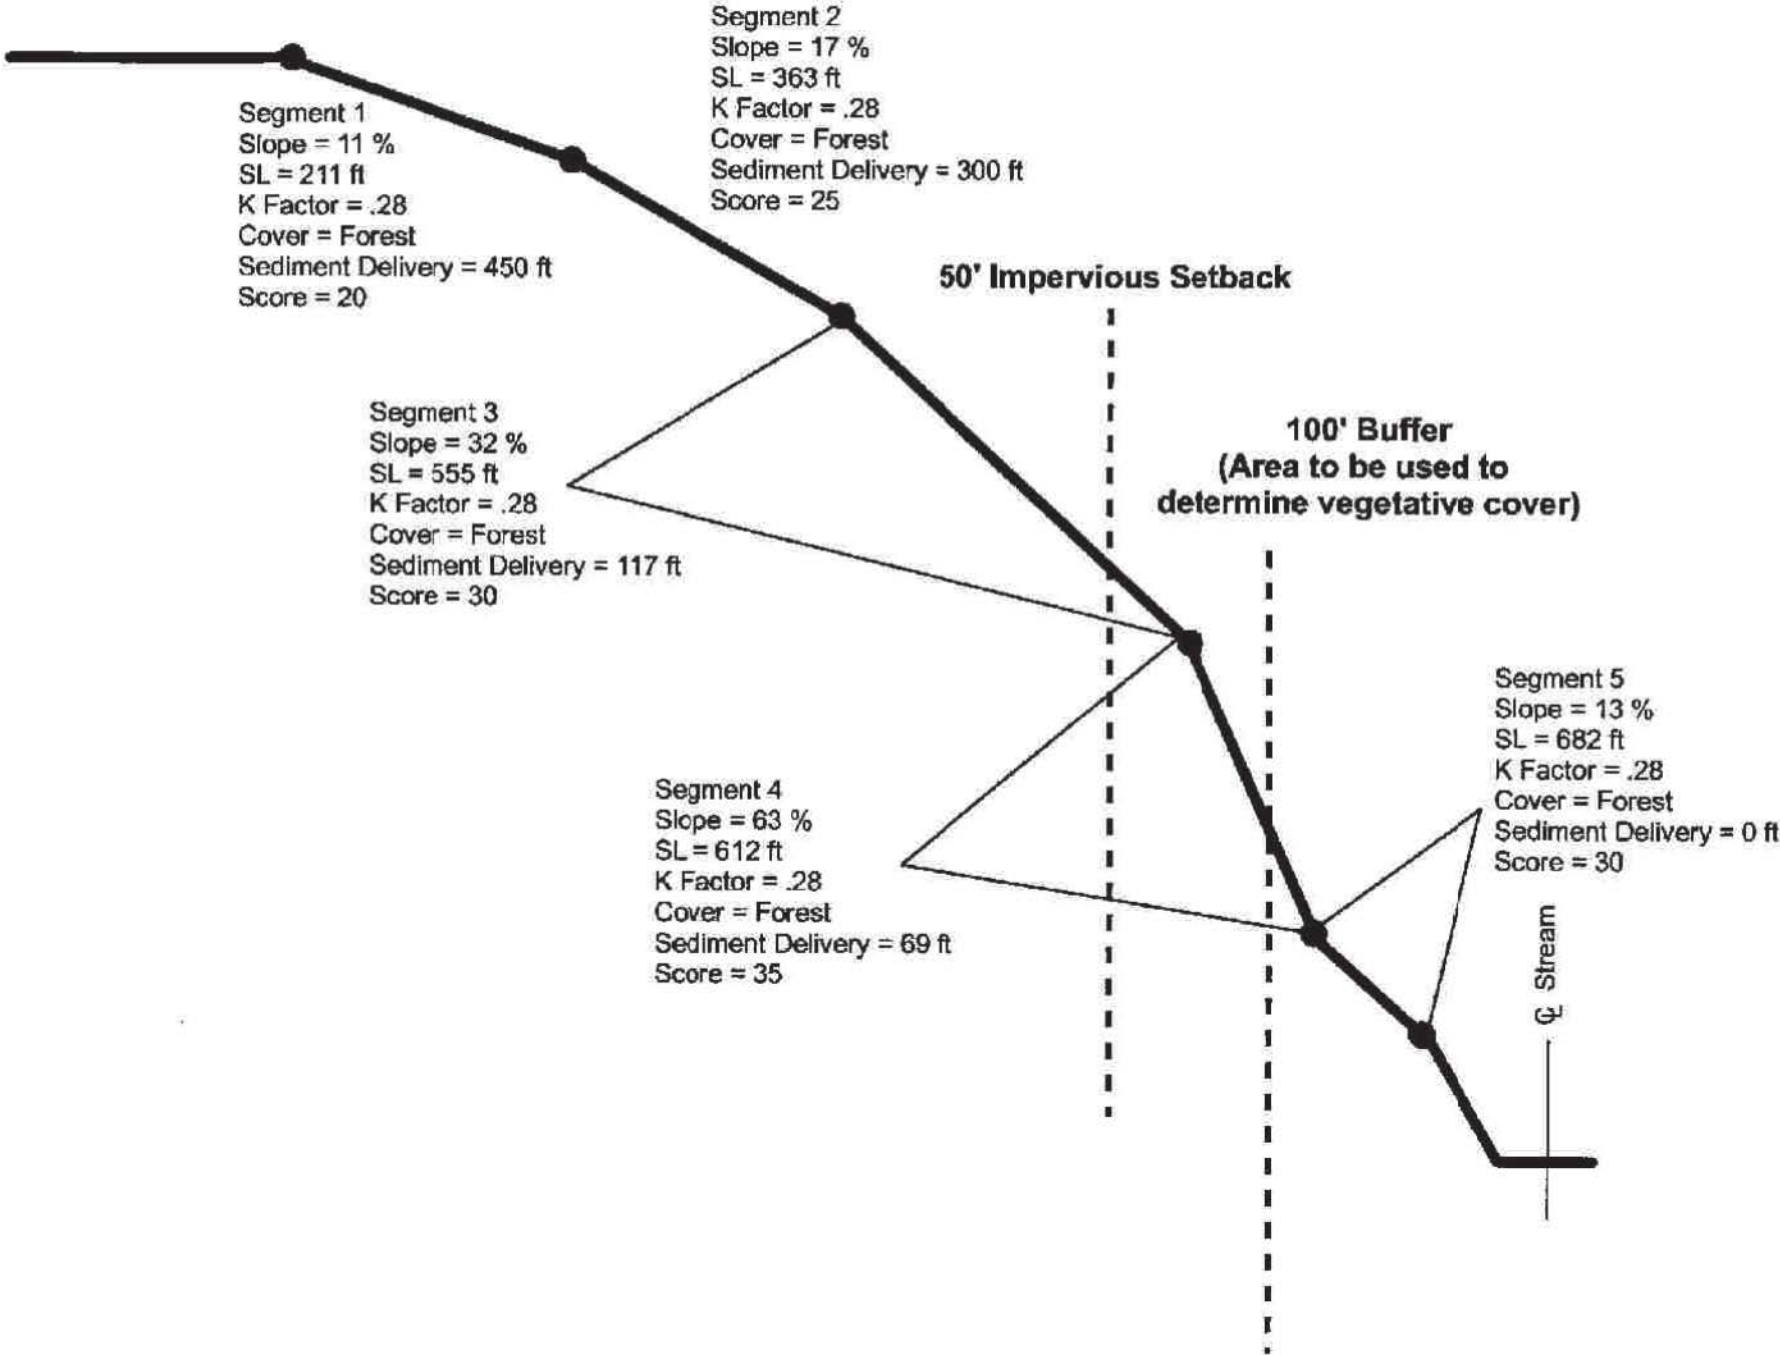 Segment 2
Slope = 17 %
SL = 363 ft
K Factor = .28
Cover = Forest
Sediment Delivery = 300 ft
Score = 25
Segment 1
Slope = 11 %
SL = 211 ft
K Factor = .28
Cover = Forest
Sediment Delivery = 450 ft
Score = 20
50' Impervious Setback
Segment 3
Slope = 32 %
SL = 555 ft
K Factor = .28
Cover = Forest
Sediment Delivery = 117 ft
Score = 30
100' Buffer
(Area to be used to
determine vegetative cover)
Segment 4
Slope = 63 %
SL = 612 ft
K Factor = .28
Cover = Forest
Sediment Delivery = 69 ft
Score = 35
Segment 5
Slope = 13 %
SL = 682 ft
K Factor = .28
Cover = Forest
Sediment Delivery = 0 ft
Score = 30
℄ Stream